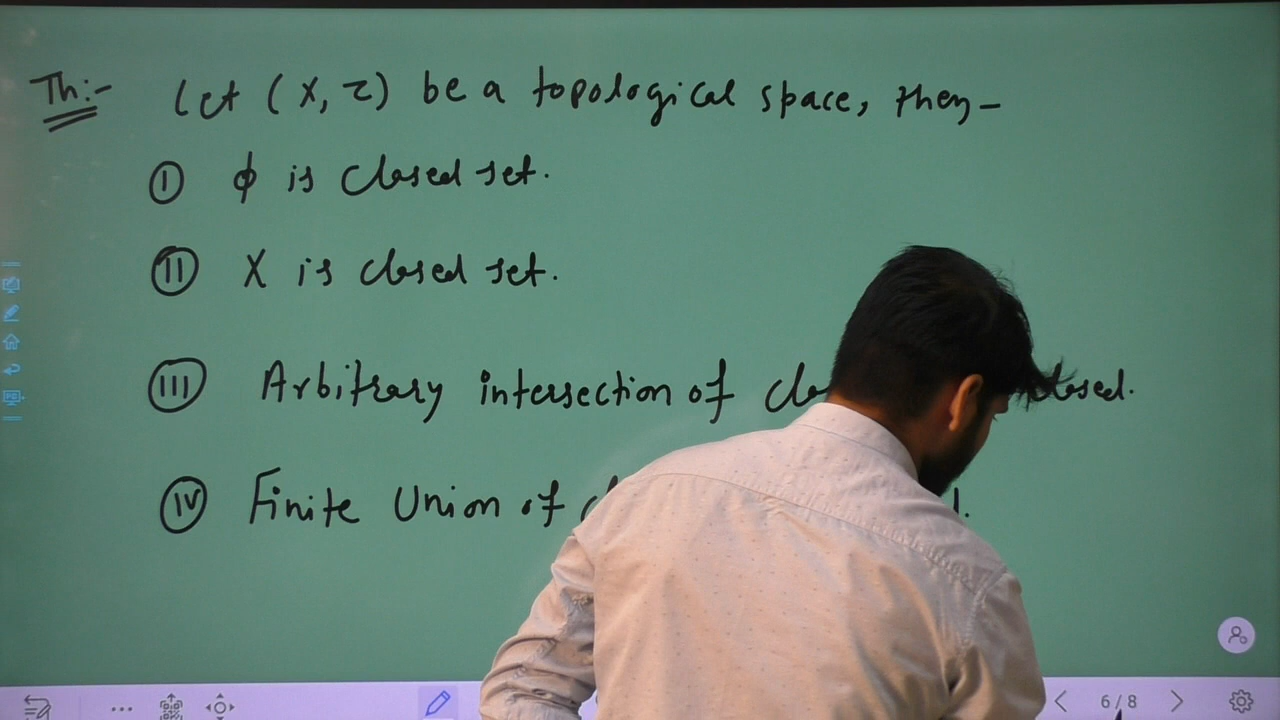 Th:- Let (X, τ) be a topological space, then-
(I) ϕ is closed set.
(II) X is closed set.
(III) Arbitrary intersection of closed.
(IV) Finite Union of
6/8